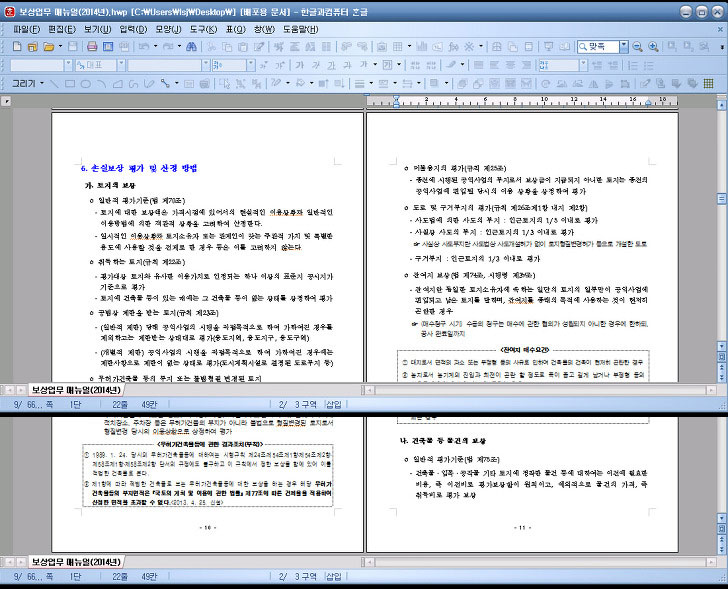 보상업무 매뉴얼(2014년).hwp [C:\Users\lsj\Desktop\] [배포용 문서] - 한글과컴퓨터 한글
파일(F) 편집(E) 보기(U) 입력(D) 모양(J) 도구(K) 표(Q) 창(W) 도움말(H)
대표
맞쪽
그리기
2 4 6 8 10 12 14 16 18
6. 손실보상 평가 및 산정 방법
가. 토지의 보상
o 일반적 평가기준(법 제70조)
- 토지에 대한 보상액은 가격시점에 있어서의 현실적인 이용상황과 일반적인
이용방법에 의한 객관적 상황을 고려하여 산정한다.
- 일시적인 이용상황과 토지소유자 또는 관계인이 갖는 주관적 가치 및 특별한
용도에 사용할 것을 전제로 한 경우 등은 이를 고려하지 않는다.
o 취득하는 토지(규칙 제22조)
- 평가대상 토지와 유사한 이용가치로 인정되는 하나 이상의 표준지 공시지가
기준으로 평가
- 토지에 건축물 등이 있는 때에는 그 건축물 등이 없는 상태를 상정하여 평가
o 공법상 제한을 받는 토지(규칙 제23조)
- (일반적 제한) 당해 공익사업의 시행을 직접목적으로 하여 가하여진 경우를
제외하고는 제한받는 상태대로 평가(용도지역, 용도지구, 용도구역)
- (개별적 제한) 공익사업의 시행을 직접목적으로 하여 가하여진 경우에는
제한사항으로 제한이 없는 상태로 평가(도시계획시설로 결정된 도로부지 등)
o 무허가건축물 등의 부지 또는 불법형질 변경된 토지
o 미불용지의 평가(규칙 제25조)
- 종전에 시행된 공익사업의 부지로서 보상금이 지급되지 아니한 토지는 종전의
공익사업에 편입될 당시의 이용 상황을 상정하여 평가
o 도로 및 구거부지의 평가(규칙 제26조제1항 내지 제2항)
- 사도법에 의한 사도의 부지 : 인근토지의 1/5 이내로 평가
- 사실상 사도의 부지 : 인근토지의 1/3 이내로 평가
☞ 사실상 사도부지란 사도법상 사도개설허가 없이 토지형질변경허가 등으로 개설한 도로
- 구거부지 : 인근토지의 1/3 이내로 평가
o 잔여지 보상(법 제74조, 시행령 제39조)
- 잔여지란 동일한 토지소유자에 속하는 일단의 토지의 일부만이 공익사업에
편입되고 남은 토지를 말하며, 잔여지를 종래의 목적에 사용하는 것이 현저히
곤란한 경우
☞ (매수청구 시기) 수용의 청구는 매수에 관한 협의가 성립되지 아니한 경우에 한하되,
공사 완료일까지
<잔여지 매수요건>
① 대지로서 면적의 과소 또는 부정형 등의 사유로 인하여 건축물의 건축이 현저히 곤란한 경우
② 농지로서 농기계의 진입과 회전이 곤란 할 정도로 폭이 좁고 길게 남거나 부정형 등의
보상업무 매뉴얼(2014년)
9/ 66... 쪽 1단 22줄 49칸 2/ 3 구역 삽입
적치장소, 주차장 등은 무허가건물의 부지가 아니라 불법으로 형질변경된 토지로서
형질변경 당시의 이용상황으로 상정하여 평가
<무허가건축물등에 관한 경과조치(부칙)>
① 1989. 1. 24. 당시의 무허가건축물등에 대하여는 시행규칙 제24조제54조제1항제54조제2항·
제58조제1항제58조제2항 단서의 규정에도 불구하고 이 규칙에서 정한 보상을 함에 있어 이를
적법한 건축물로 본다.
② 제1항에 따라 적법한 건축물로 보는 무허가건축물등에 대한 보상을 하는 경우 해당 무허가
건축물등의 부지면적은 「국토의 계획 및 이용에 관한 법률」 제77조에 따른 건폐율을 적용하여
산정한 면적을 초과할 수 없다.<2013. 4. 25. 신설>
- 10 -
나. 건축물 등 물건의 보상
o 일반적 평가기준(법 제75조)
- 건축물·입목·공작물 기타 토지에 정착한 물건 등에 대하여는 이전에 필요한
비용, 즉 이전비로 평가보상함이 원칙이고, 예외적으로 물건의 가격, 즉
취득비로 평가 보상
- 11 -
보상업무 매뉴얼(2014년)
9/ 66... 쪽 1단 22줄 49칸 2/ 3 구역 삽입